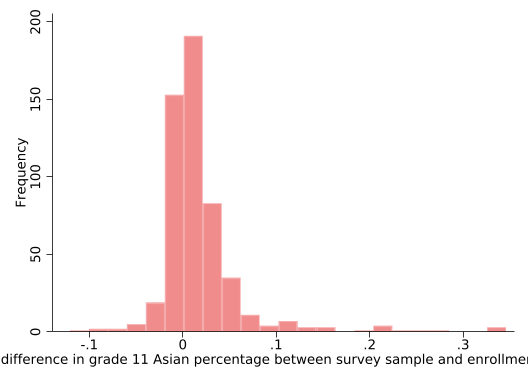 200
150
100
50
0
Frequency
-.1 0 .1 .2 .3
difference in grade 11 Asian percentage between survey sample and